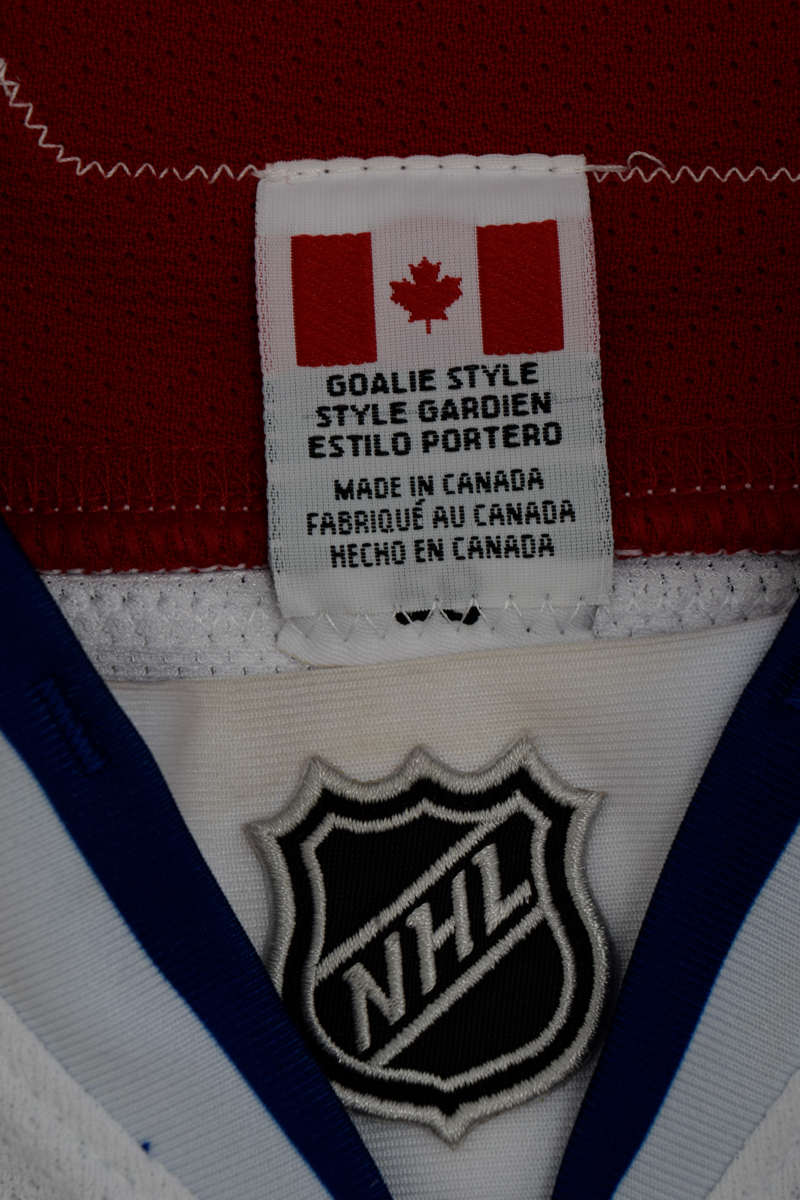 GOALIE STYLE
STYLE GARDIEN
ESTILO PORTERO
MADE IN CANADA
FABRIQUÉ AU CANADA
HECHO EN CANADA
NHL